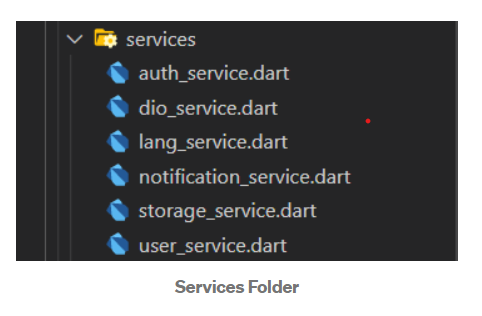 services
auth_service.dart
dio_service.dart
lang_service.dart
notification_service.dart
storage_service.dart
user_service.dart
Services Folder